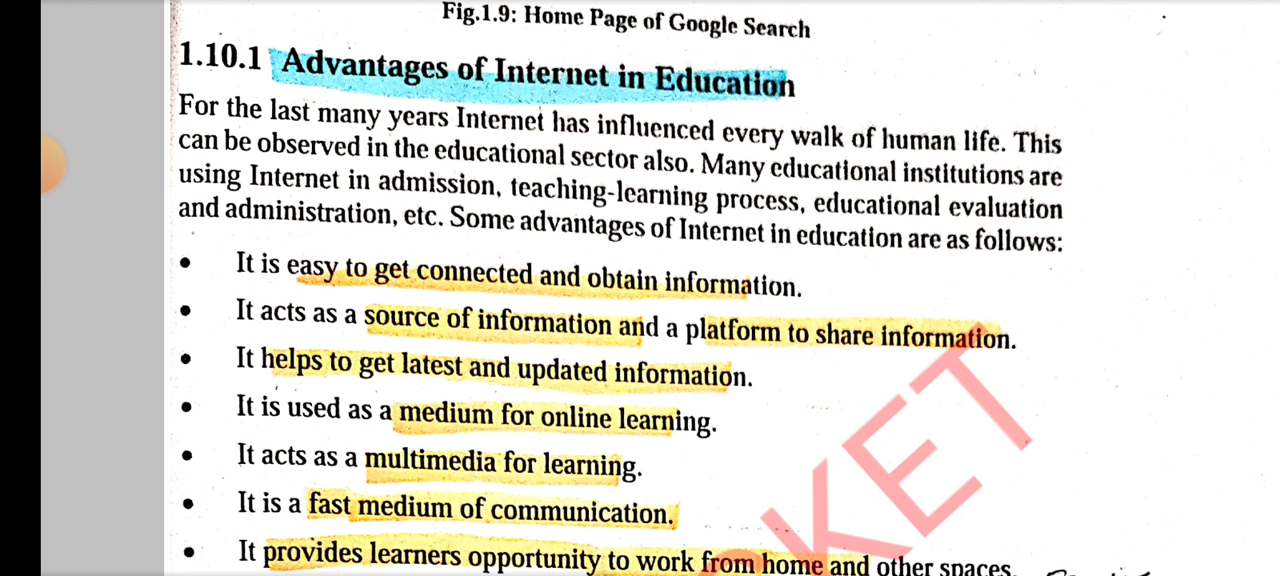 Fig.1.9: Home Page of Google Search
1.10.1 Advantages of Internet in Education
For the last many years Internet has influenced every walk of human life. This
can be observed in the educational sector also. Many educational institutions are
using Internet in admission, teaching-learning process, educational evaluation
and administration, etc. Some advantages of Internet in education are as follows:
• It is easy to get connected and obtain information.
• It acts as a source of information and a platform to share information.
• It helps to get latest and updated information.
• It is used as a medium for online learning.
• It acts as a multimedia for learning.
• It is a fast medium of communication.
• It provides learners opportunity to work from home and other spaces.
KET